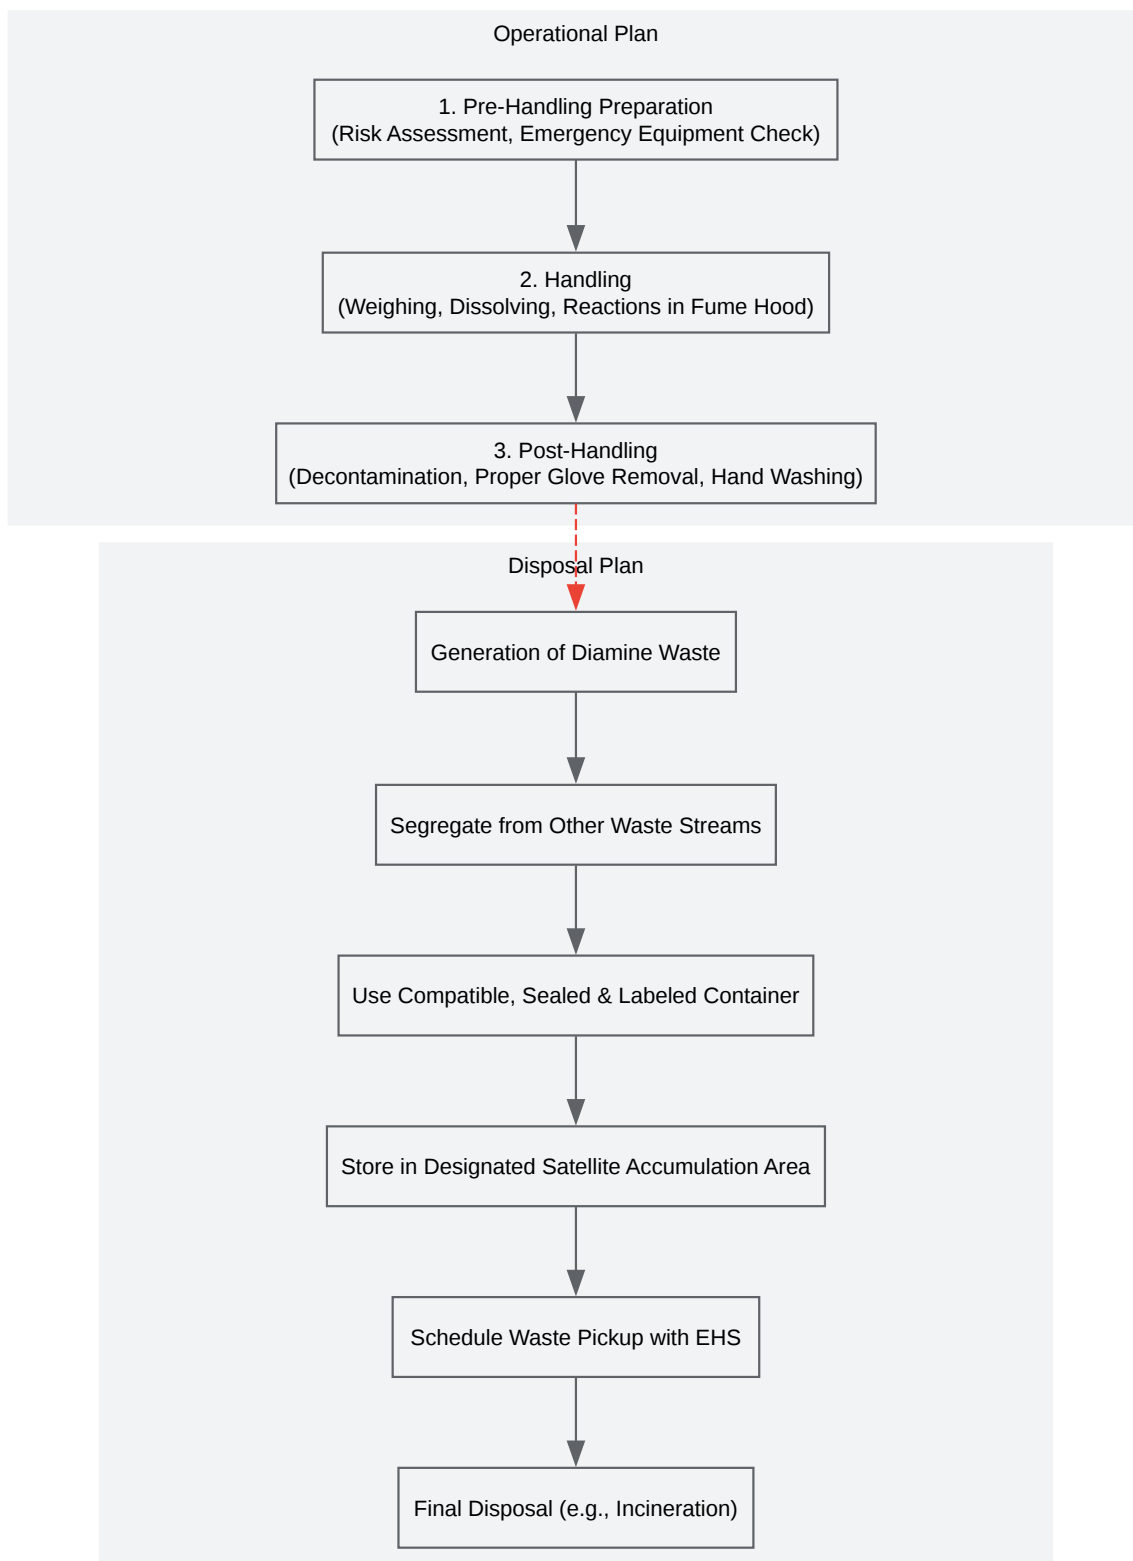 Operational Plan
1. Pre-Handling Preparation
(Risk Assessment, Emergency Equipment Check)
2. Handling
(Weighing, Dissolving, Reactions in Fume Hood)
3. Post-Handling
(Decontamination, Proper Glove Removal, Hand Washing)
Disposal Plan
Generation of Diamine Waste
Segregate from Other Waste Streams
Use Compatible, Sealed & Labeled Container
Store in Designated Satellite Accumulation Area
Schedule Waste Pickup with EHS
Final Disposal (e.g., Incineration)